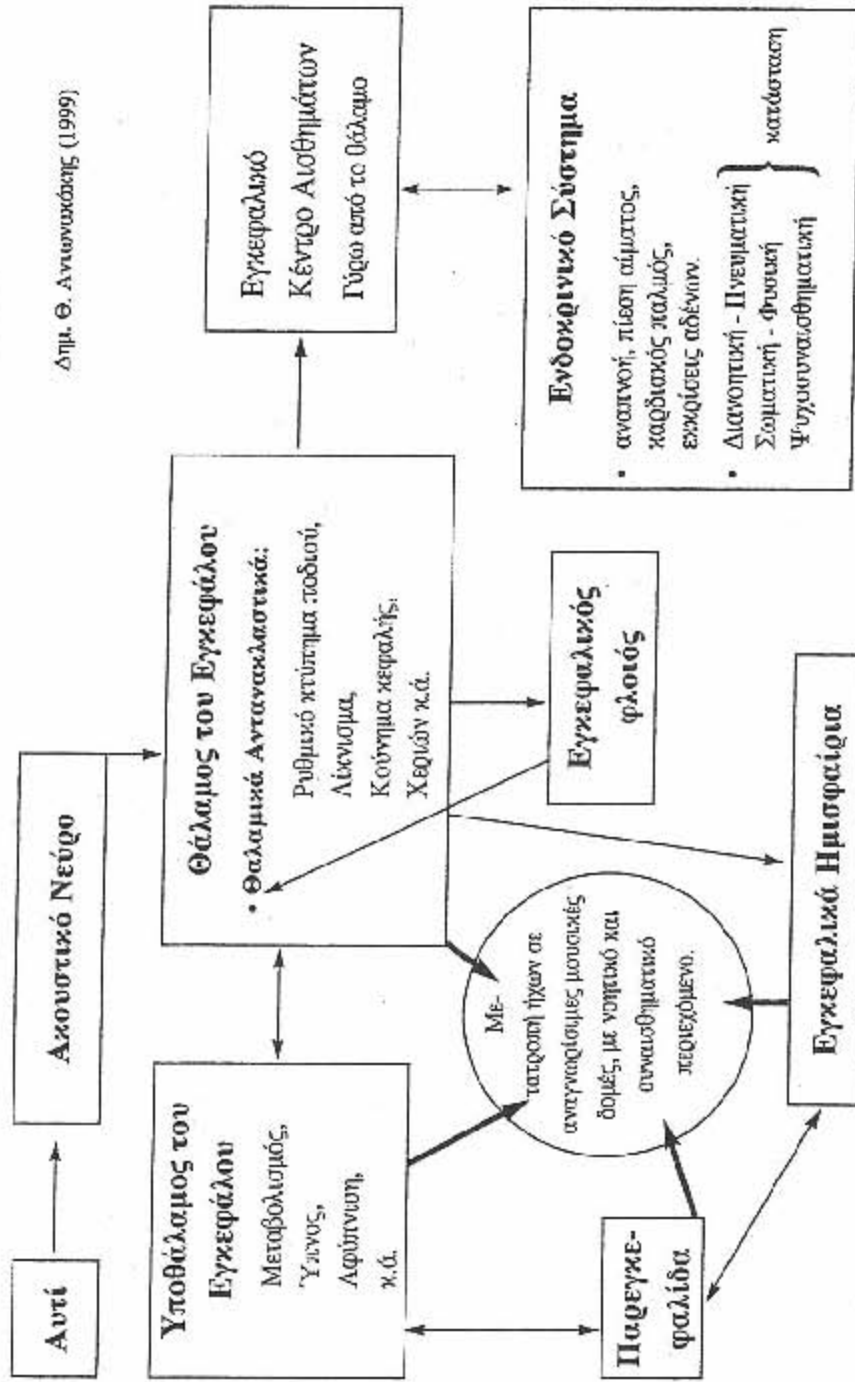 Δημ. Θ. Αντωνακάκης (1999)
Αυτί
Ακουστικό Νεύρο
Υποθάλαμος του
Εγκεφάλου
Μεταβολισμός,
Ύπνος,
Αφύπνιση,
κ.ά.
Θάλαμος του Εγκεφάλου
• Θαλαμικά Αντανακλαστικά:
Ρυθμικό κτύπημα ποδιού,
Λίκνισμα,
Κούνημα κεφαλής,
Χεριών κ.ά.
Εγκεφαλικό
Κέντρο Αισθημάτων
Γύρω από το θάλαμο
Με-
τατροπή ήχων σε
αναγνωρίσιμες μουσικές
φόρμες, με νοητικό και
συναισθηματικό
περιεχόμενο.
Εγκεφαλικός
φλοιός
Ενδοκρινικό Σύστημα
• αναπνοή, πίεση αίματος,
καρδιακός παλμός,
εκκρίσεις αδένων.
• Διανοητική - Πνευματική
Σωματική - Φυσική
Ψυχοσυναισθηματική
κατάσταση
Παρεγκε-
φαλίδα
Εγκεφαλικά Ημισφαίρια